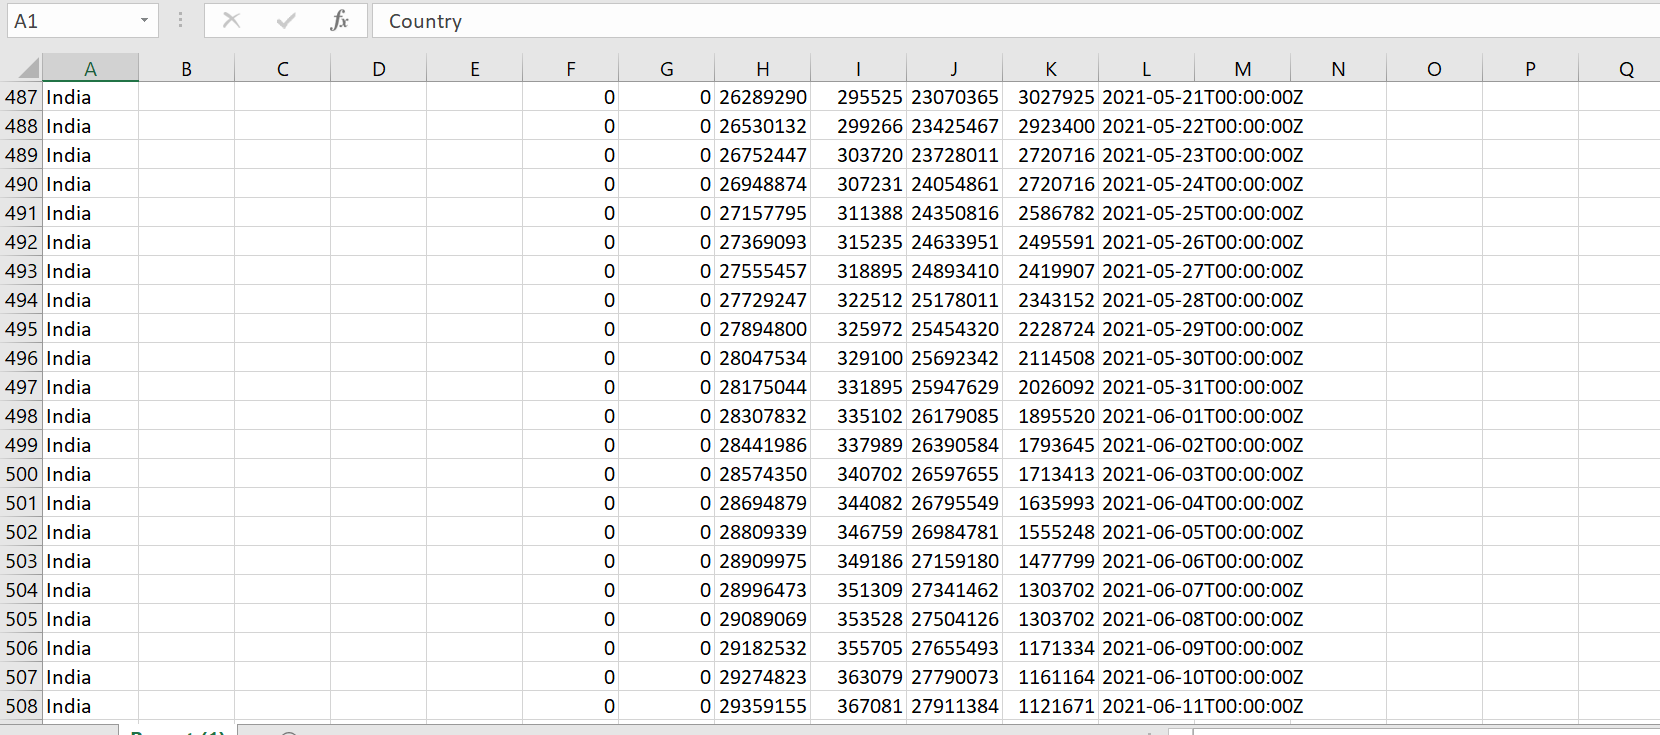 A1 fx Country
A B C D E F G H I J K L M N O P Q
487 India 0 0 26289290 295525 23070365 3027925 2021-05-21T00:00:00Z
488 India 0 0 26530132 299266 23425467 2923400 2021-05-22T00:00:00Z
489 India 0 0 26752447 303720 23728011 2720716 2021-05-23T00:00:00Z
490 India 0 0 26948874 307231 24054861 2720716 2021-05-24T00:00:00Z
491 India 0 0 27157795 311388 24350816 2586782 2021-05-25T00:00:00Z
492 India 0 0 27369093 315235 24633951 2495591 2021-05-26T00:00:00Z
493 India 0 0 27555457 318895 24893410 2419907 2021-05-27T00:00:00Z
494 India 0 0 27729247 322512 25178011 2343152 2021-05-28T00:00:00Z
495 India 0 0 27894800 325972 25454320 2228724 2021-05-29T00:00:00Z
496 India 0 0 28047534 329100 25692342 2114508 2021-05-30T00:00:00Z
497 India 0 0 28175044 331895 25947629 2026092 2021-05-31T00:00:00Z
498 India 0 0 28307832 335102 26179085 1895520 2021-06-01T00:00:00Z
499 India 0 0 28441986 337989 26390584 1793645 2021-06-02T00:00:00Z
500 India 0 0 28574350 340702 26597655 1713413 2021-06-03T00:00:00Z
501 India 0 0 28694879 344082 26795549 1635993 2021-06-04T00:00:00Z
502 India 0 0 28809339 346759 26984781 1555248 2021-06-05T00:00:00Z
503 India 0 0 28909975 349186 27159180 1477799 2021-06-06T00:00:00Z
504 India 0 0 28996473 351309 27341462 1303702 2021-06-07T00:00:00Z
505 India 0 0 29089069 353528 27504126 1303702 2021-06-08T00:00:00Z
506 India 0 0 29182532 355705 27655493 1171334 2021-06-09T00:00:00Z
507 India 0 0 29274823 363079 27790073 1161164 2021-06-10T00:00:00Z
508 India 0 0 29359155 367081 27911384 1121671 2021-06-11T00:00:00Z